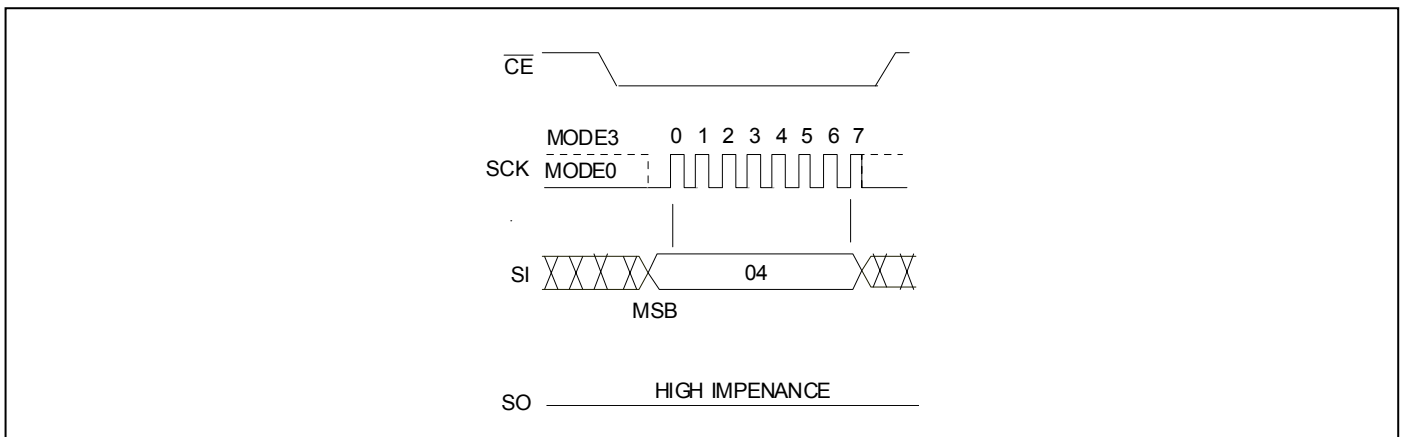 CE
MODE3 0 1 2 3 4 5 6 7
SCK MODE0
SI 04
MSB
SO HIGH IMPENANCE